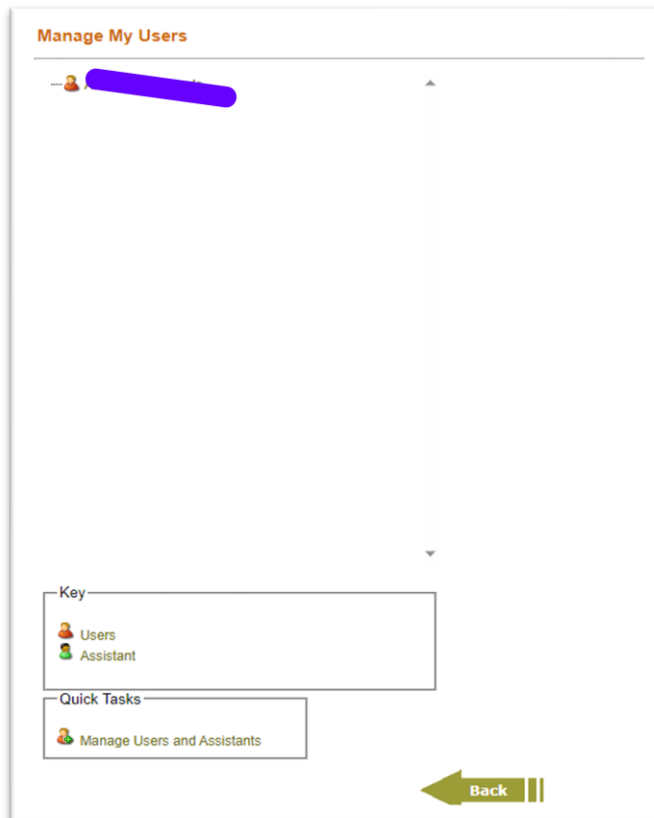 Manage My Users
Key
Users
Assistant
Quick Tasks
Manage Users and Assistants
Back